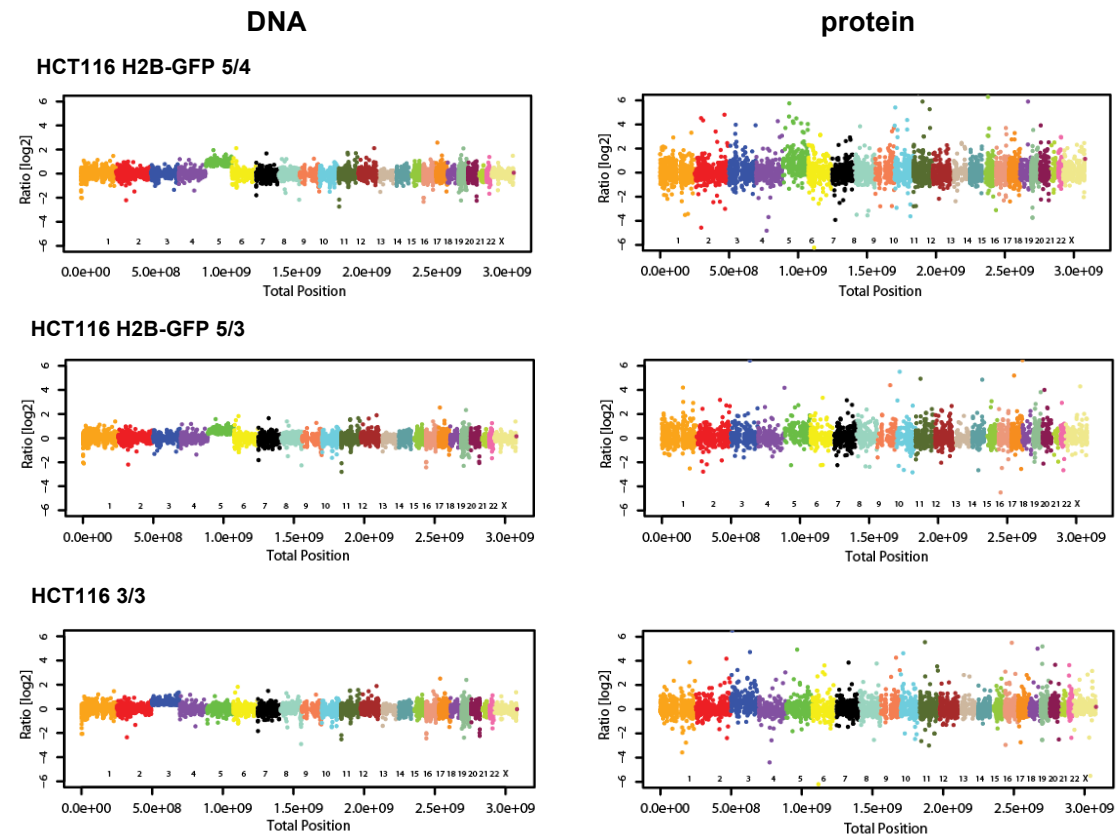 DNA protein
HCT116 H2B-GFP 5/4
Ratio [log2]
6
4
2
0
−2
−4
−6
1 2 3 4 5 6 7 8 9 10 11 12 13 14 15 16 17 18 19 20 21 22 X
0.0e+00 5.0e+08 1.0e+09 1.5e+09 2.0e+09 2.5e+09 3.0e+09
Total Position
Ratio [log2]
6
4
2
0
−2
−4
−6
1 2 3 4 5 6 7 8 9 10 11 12 13 14 15 16 17 18 19 20 21 22 X
0.0e+00 5.0e+08 1.0e+09 1.5e+09 2.0e+09 2.5e+09 3.0e+09
Total Position
HCT116 H2B-GFP 5/3
Ratio [log2]
6
4
2
0
−2
−4
−6
1 2 3 4 5 6 7 8 9 10 11 12 13 14 15 16 17 18 19 20 21 22 X
0.0e+00 5.0e+08 1.0e+09 1.5e+09 2.0e+09 2.5e+09 3.0e+09
Total Position
Ratio [log2]
6
4
2
0
−2
−4
−6
1 2 3 4 5 6 7 8 9 10 11 12 13 14 15 16 17 18 19 20 21 22 X
0.0e+00 5.0e+08 1.0e+09 1.5e+09 2.0e+09 2.5e+09 3.0e+09
Total Position
HCT116 3/3
Ratio [log2]
6
4
2
0
−2
−4
−6
1 2 3 4 5 6 7 8 9 10 11 12 13 14 15 16 17 18 19 20 21 22 X
0.0e+00 5.0e+08 1.0e+09 1.5e+09 2.0e+09 2.5e+09 3.0e+09
Total Position
Ratio [log2]
6
4
2
0
−2
−4
−6
1 2 3 4 5 6 7 8 9 10 11 12 13 14 15 16 17 18 19 20 21 22 X
0.0e+00 5.0e+08 1.0e+09 1.5e+09 2.0e+09 2.5e+09 3.0e+09
Total Position